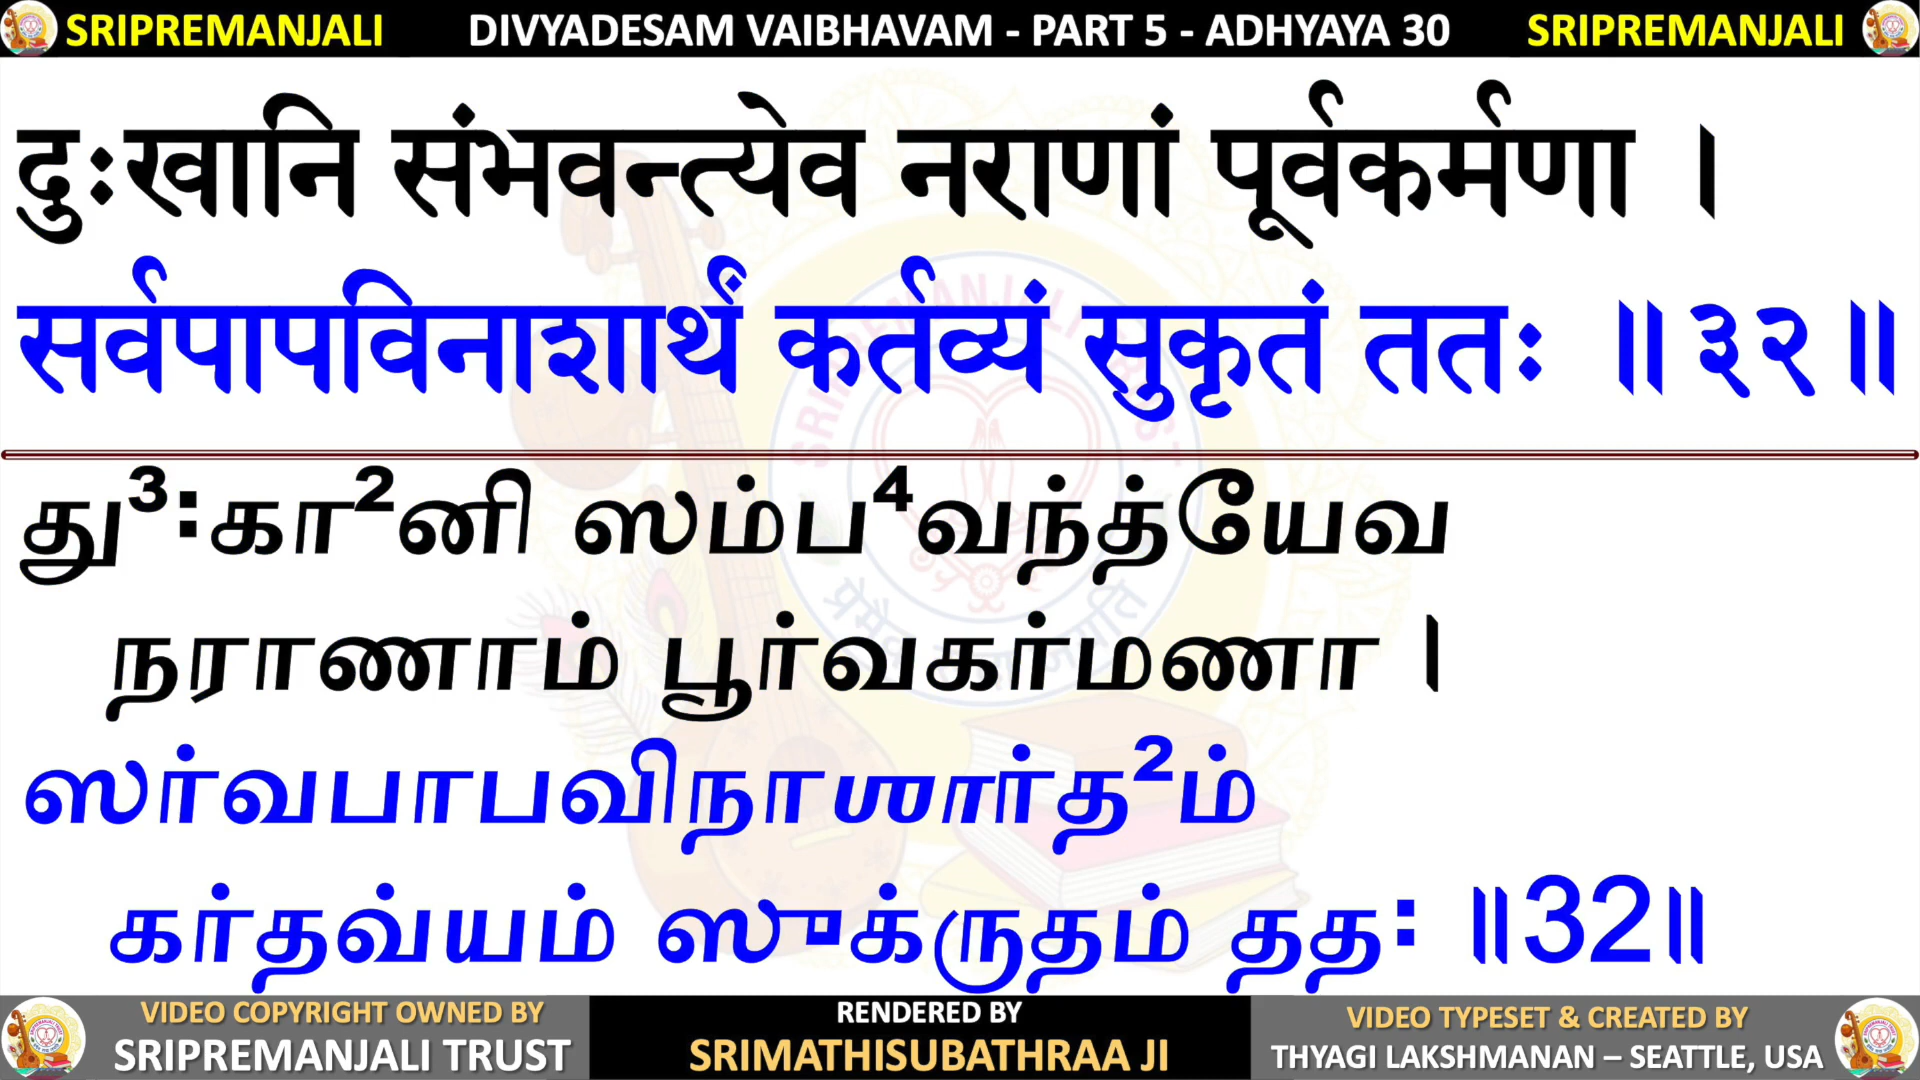 SRIPREMANJALI DIVYADESAM VAIBHAVAM - PART 5 - ADHYAYA 30 SRIPREMANJALI
दुःखानि संभवन्त्येव नराणां पूर्वकर्मणा ।
सर्वपापविनाशार्थं कर्तव्यं सुकृतं ततः ॥३२॥
து³꞉கா²னி ஸம்ப⁴வந்த்யேவ
நராணாம் பூர்வகர்மணா ।
ஸர்வபாபவிநாஶார்த²ம்
கர்தவ்யம் ஸுக்ருதம் தத꞉ ॥32॥
VIDEO COPYRIGHT OWNED BY RENDERED BY VIDEO TYPESET & CREATED BY
SRIPREMANJALI TRUST SRIMATHISUBATHRAA JI THYAGI LAKSHMANAN – SEATTLE, USA